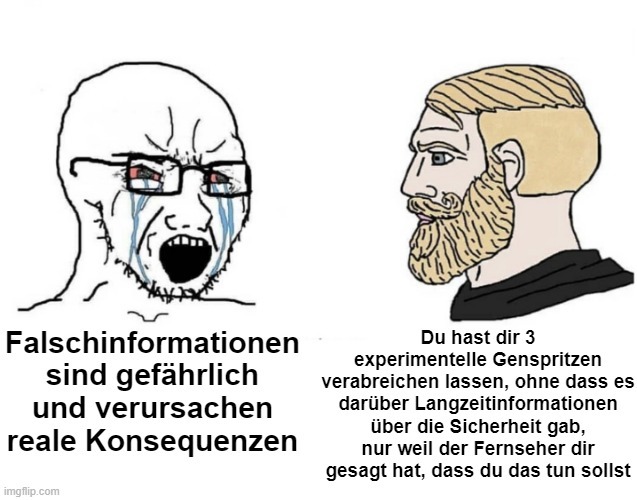 Falschinformationen
sind gefährlich
und verursachen
reale Konsequenzen
Du hast dir 3
experimentelle Genspritzen
verabreichen lassen, ohne dass es
darüber Langzeitinformationen
über die Sicherheit gab,
nur weil der Fernseher dir
gesagt hat, dass du das tun sollst
imgflip.com